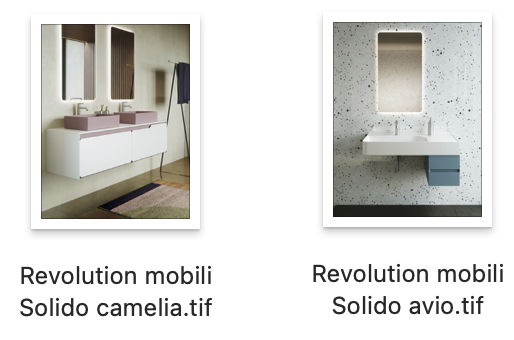 Revolution mobili
Solido camelia.tif
Revolution mobili
Solido avio.tif